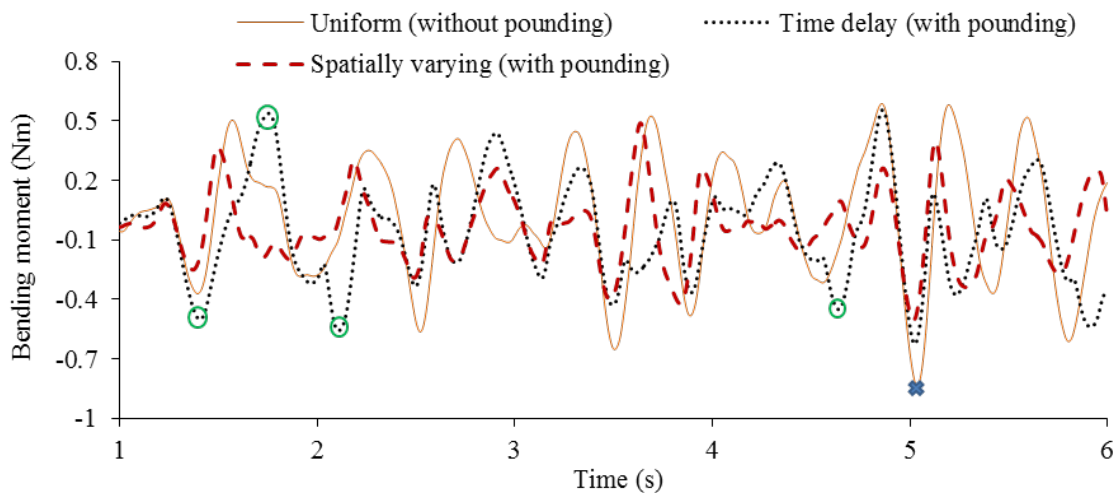 Uniform (without pounding) Time delay (with pounding)
Spatially varying (with pounding)
0.8
0.5
0.2
-0.1
-0.4
-0.7
-1
Bending moment (Nm)
1 2 3 4 5 6
Time (s)